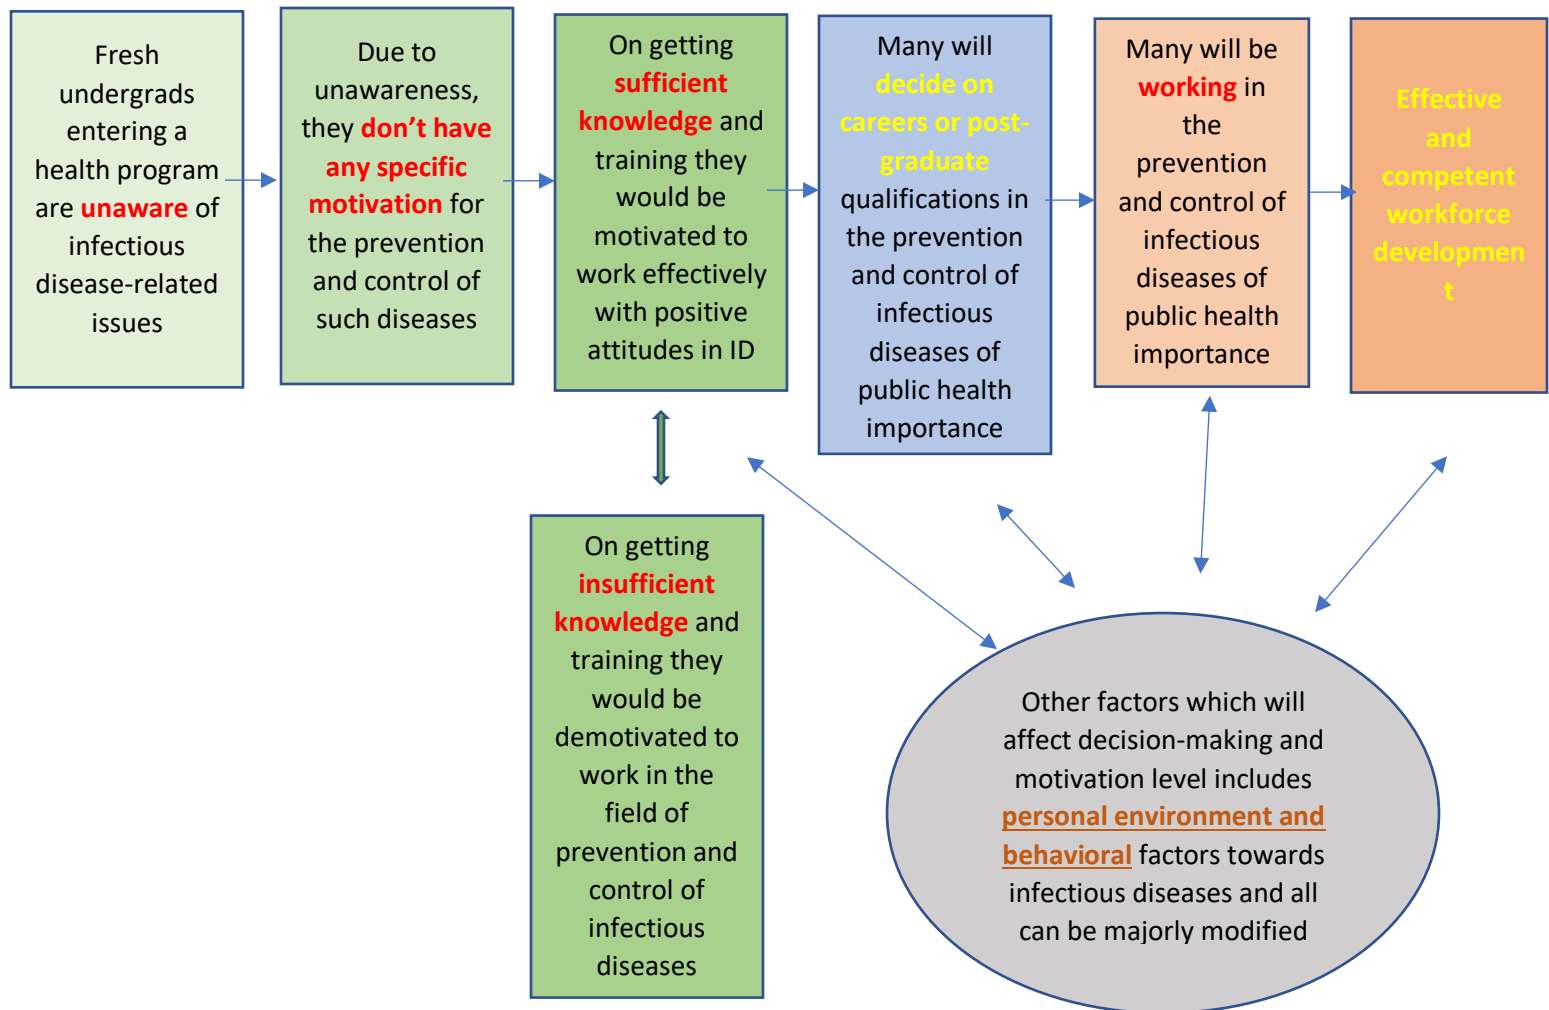 Fresh
undergrads
entering a
health program
are unaware of
infectious
disease-related
issues
Due to
unawareness,
they don’t have
any specific
motivation for
the prevention
and control of
such diseases
On getting
sufficient
knowledge and
training they
would be
motivated to
work effectively
with positive
attitudes in ID
Many will
decide on
careers or post-
graduate
qualifications in
the prevention
and control of
infectious
diseases of
public health
importance
Many will be
working in
the
prevention
and control of
infectious
diseases of
public health
importance
Effective
and
competent
workforce
developmen
t
On getting
insufficient
knowledge and
training they
would be
demotivated to
work in the
field of
prevention and
control of
infectious
diseases
Other factors which will
affect decision-making and
motivation level includes
personal environment and
behavioral factors towards
infectious diseases and all
can be majorly modified